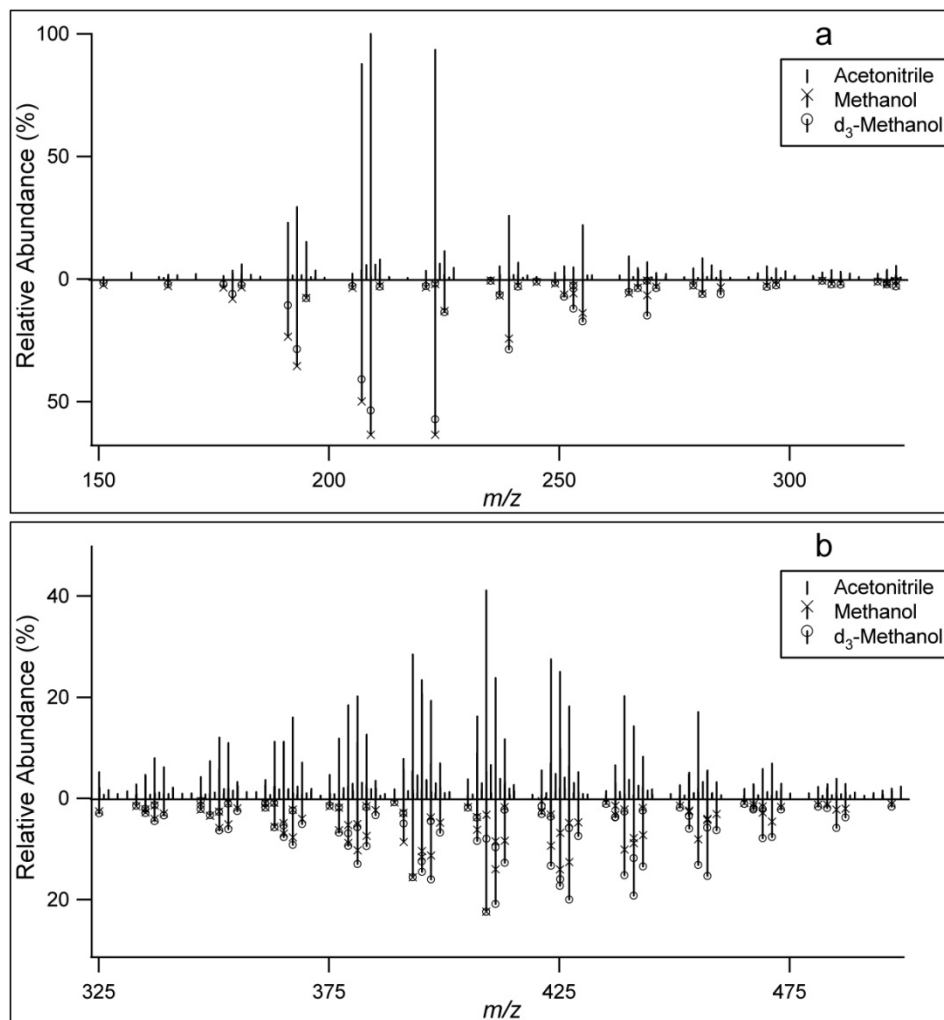 a
Acetonitrile
Methanol
d3-Methanol
Relative Abundance (%)
100
50
0
50
150
200
250
300
m/z
b
Acetonitrile
Methanol
d3-Methanol
Relative Abundance (%)
40
20
0
20
325
375
425
475
m/z